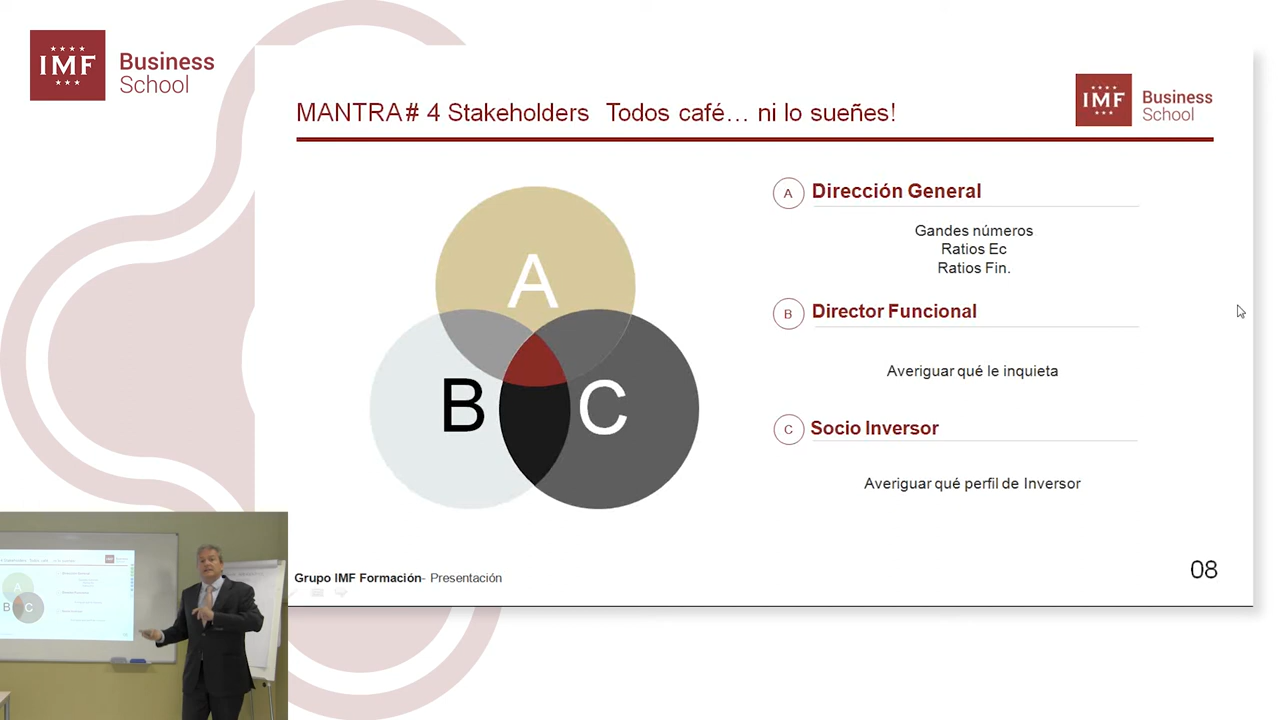 IMF
Business
School
MANTRA# 4 Stakeholders Todos café… ni lo sueñes!
IMF
Business
School
A
Dirección General
Gandes números
Ratios Ec
Ratios Fin.
B
Director Funcional
Averiguar qué le inquieta
C
Socio Inversor
Averiguar qué perfil de Inversor
A
B
C
Grupo IMF Formación- Presentación
08
A
B
C